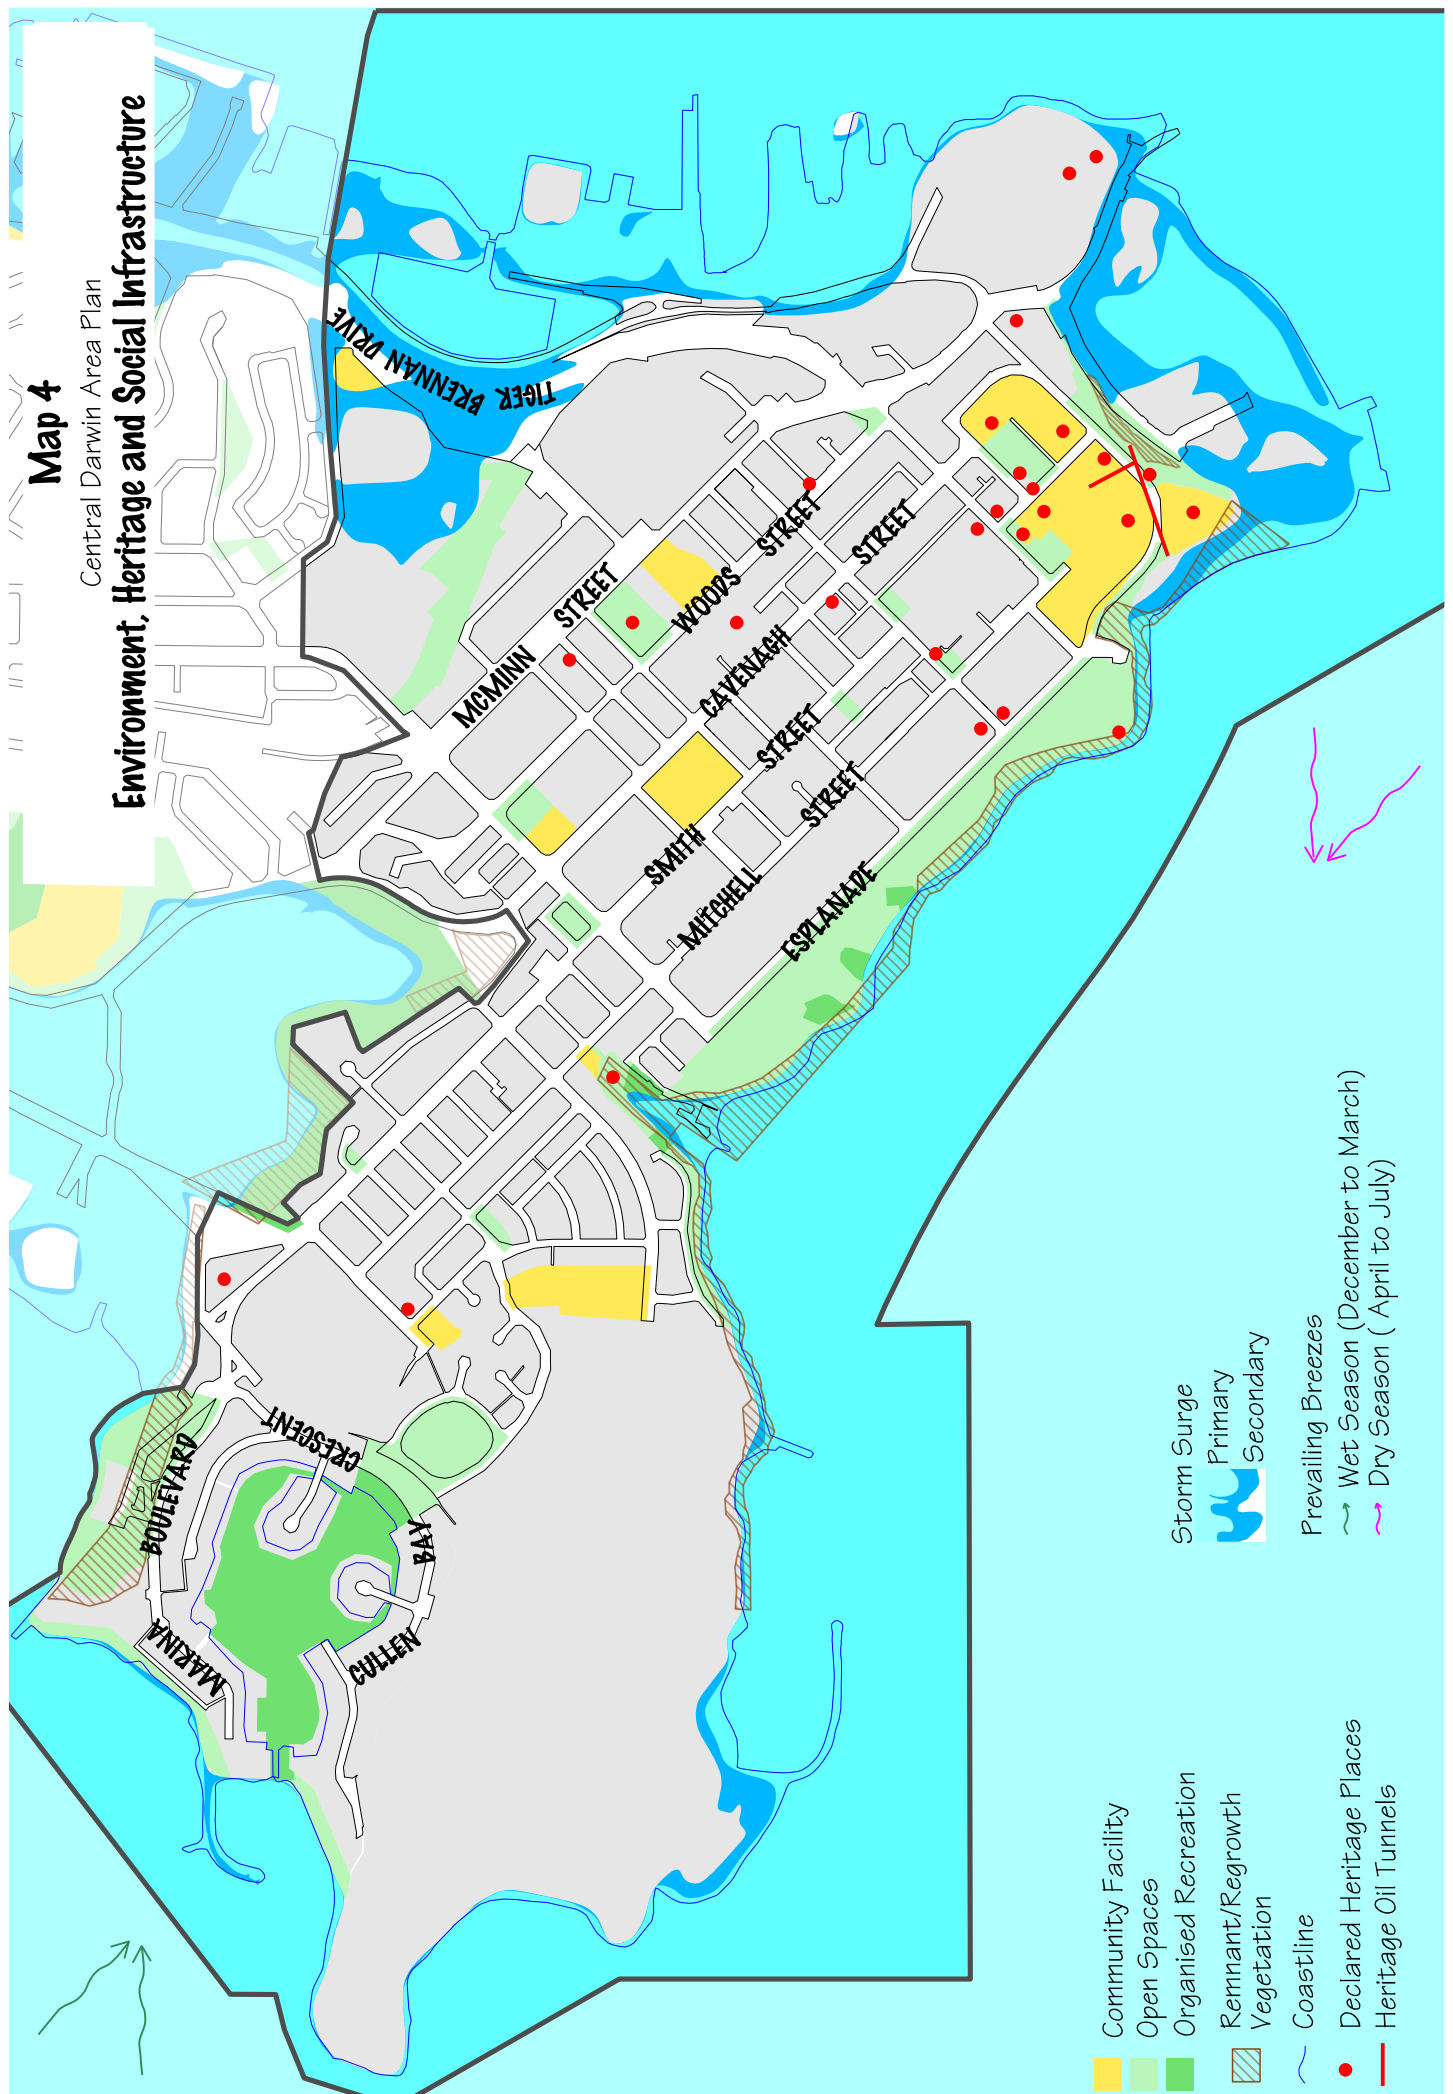 Map 4
Central Darwin Area Plan
Environment, Heritage and Social Infrastructure
TIGER BRENNAN DRIVE
MCMINN STREET
WOODS STREET
CAVENAGH STREET
SMITH STREET
MITCHELL STREET
ESPLANADE
MARINA BOULEVARD
CULLEN BAY CRESCENT
Community Facility
Open Spaces
Organised Recreation
Remnant/Regrowth
Vegetation
Coastline
Declared Heritage Places
Heritage Oil Tunnels
Storm Surge
Primary
Secondary
Prevailing Breezes
Wet Season (December to March)
Dry Season ( April to July)